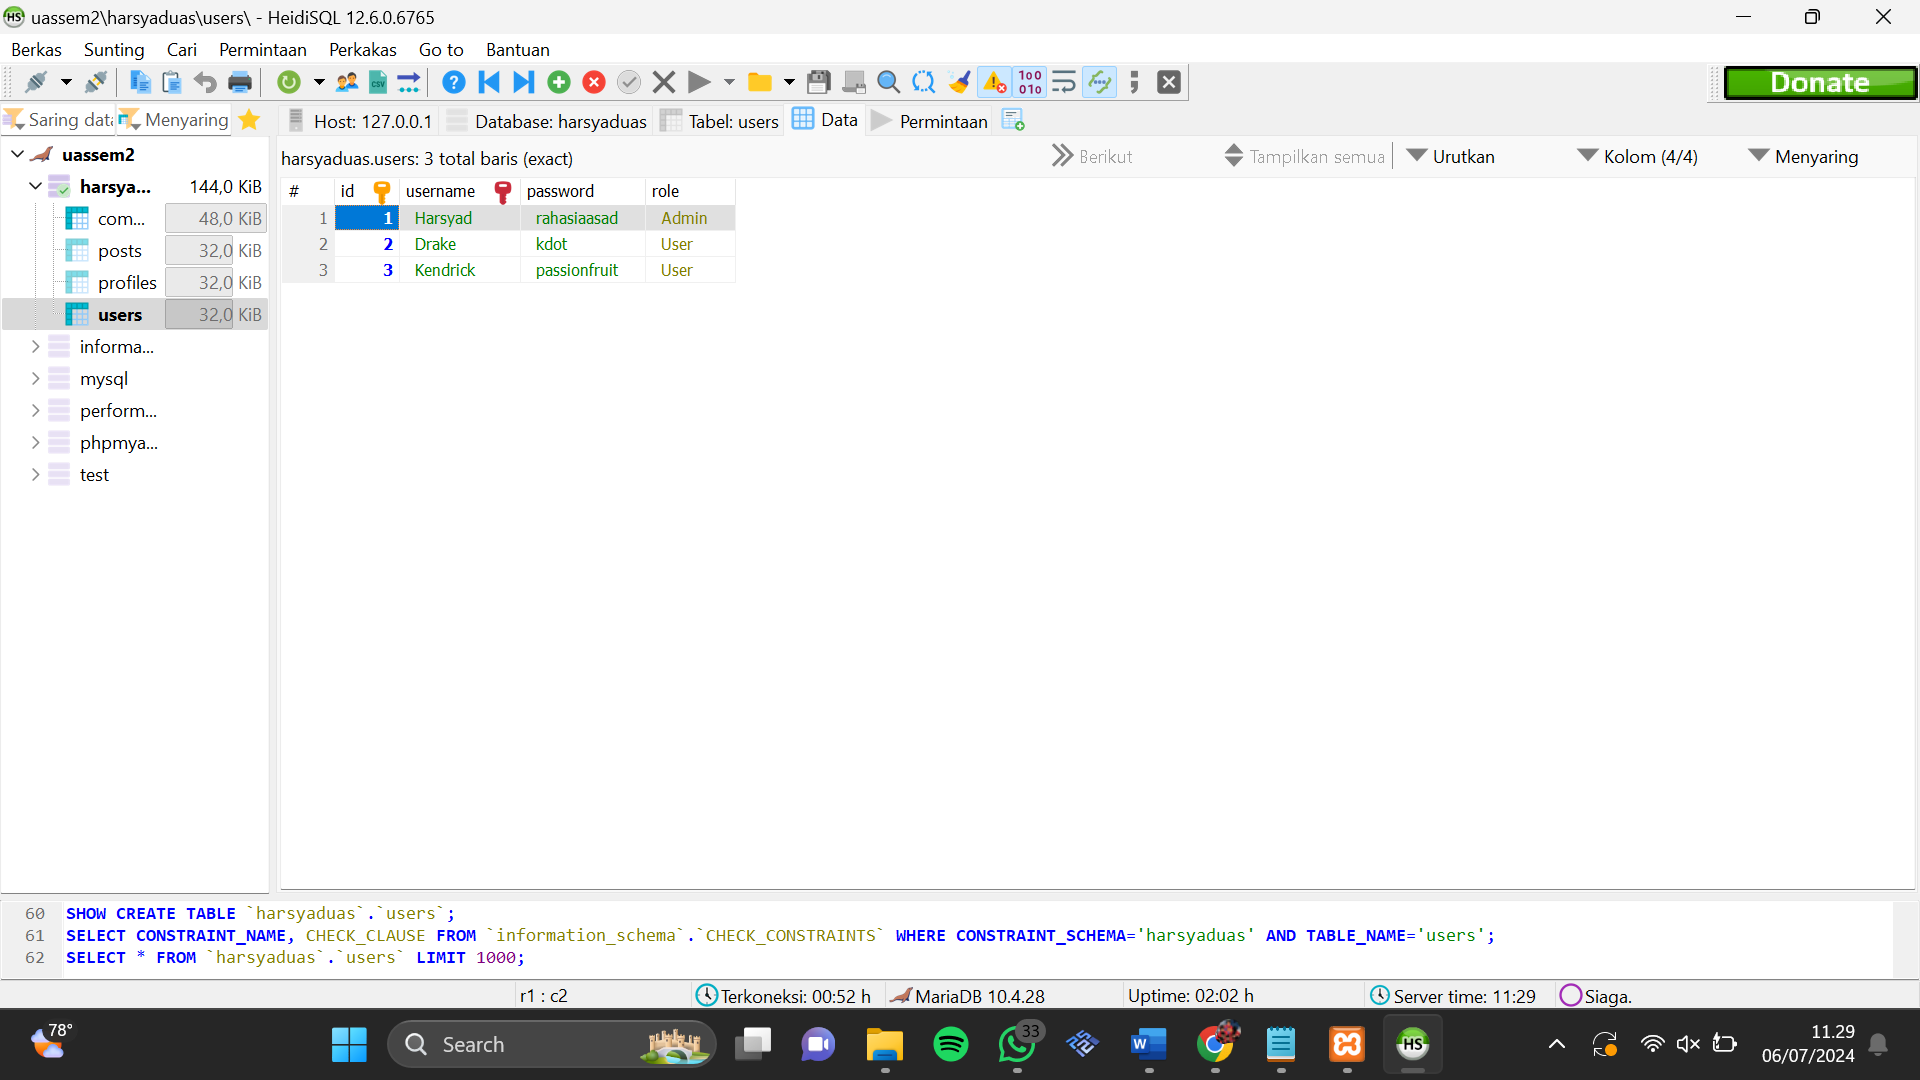 uassem2\harsyaduas\users\ - HeidiSQL 12.6.0.6765
Berkas Sunting Cari Permintaan Perkakas Go to Bantuan
Donate
Saring data Menyaring Host: 127.0.0.1 Database: harsyaduas Tabel: users Data Permintaan
uassem2
harsya... 144,0 KiB
com... 48,0 KiB
posts 32,0 KiB
profiles 32,0 KiB
users 32,0 KiB
informa...
mysql
perform...
phpmya...
test
harsyaduas.users: 3 total baris (exact) Berikut Tampilkan semua Urutkan Kolom (4/4) Menyaring
# id username password role
1 1 Harsyad rahasiaasad Admin
2 2 Drake kdot User
3 3 Kendrick passionfruit User
60 SHOW CREATE TABLE `harsyaduas`.`users`;
61 SELECT CONSTRAINT_NAME, CHECK_CLAUSE FROM `information_schema`.`CHECK_CONSTRAINTS` WHERE CONSTRAINT_SCHEMA='harsyaduas' AND TABLE_NAME='users';
62 SELECT * FROM `harsyaduas`.`users` LIMIT 1000;
r1 : c2 Terkoneksi: 00:52 h MariaDB 10.4.28 Uptime: 02:02 h Server time: 11:29 Siaga.
78° Search 33 W HS 11.29
06/07/2024